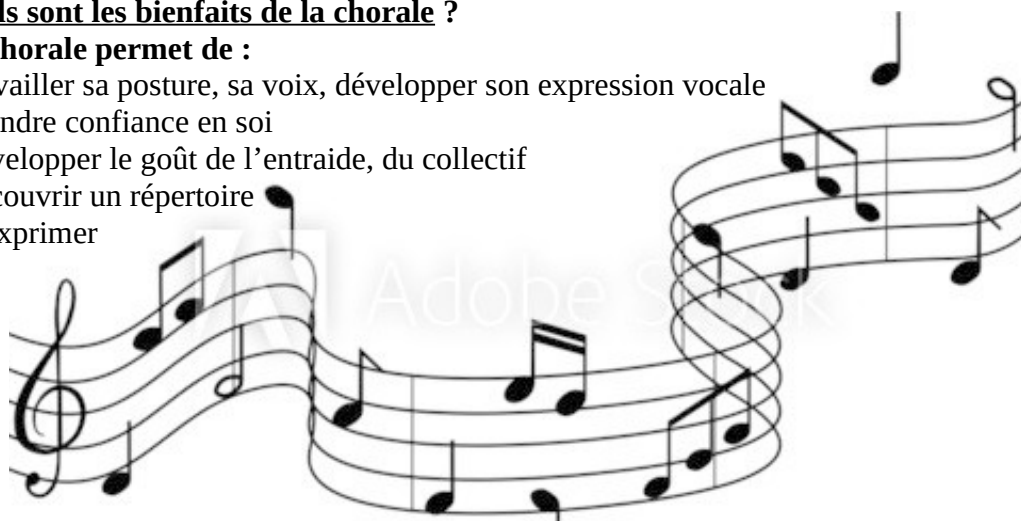 ls sont les bienfaits de la chorale ?
horale permet de :
vailler sa posture, sa voix, développer son expression vocale
ndre confiance en soi
velopper le goût de l’entraide, du collectif
couvrir un répertoire
xprimer
Adobe Stock